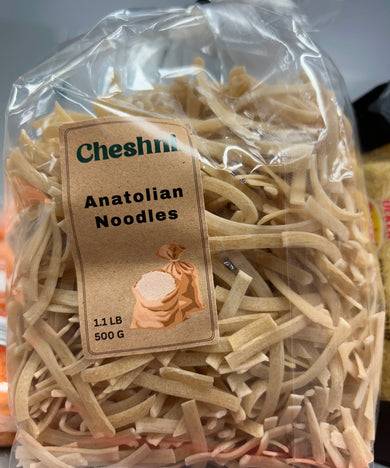 Cheshni
Anatolian
Noodles
1.1 LB
500 G